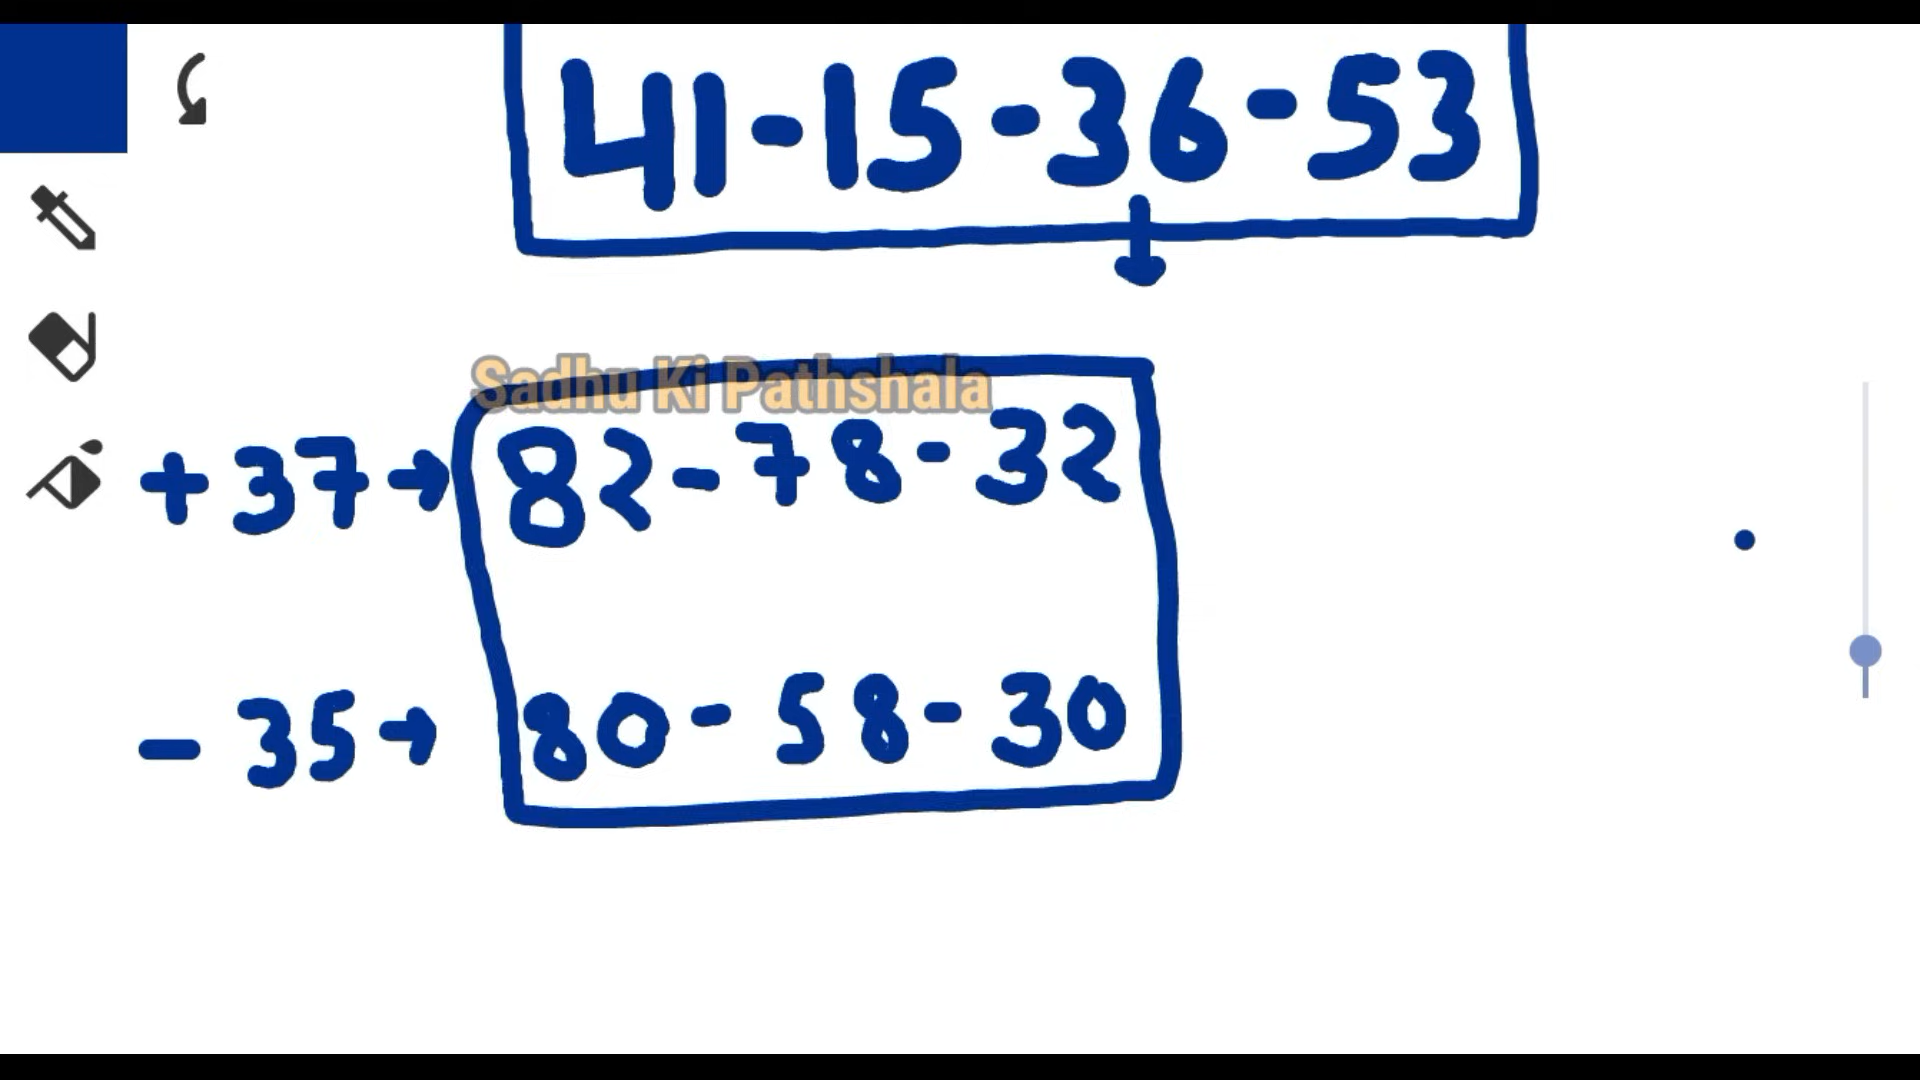 41-15-36-53
Sadhu Ki Pathshala
+37→ 82-78-32
-35→ 80-58-30